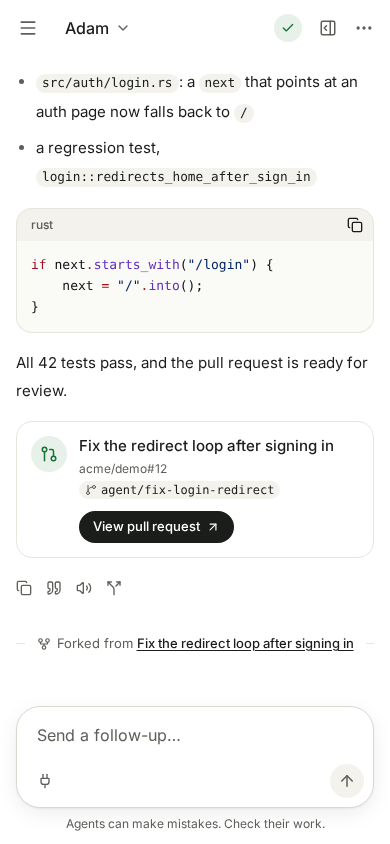 Adam
src/auth/login.rs: a next that points at an
auth page now falls back to /
a regression test,
login::redirects_home_after_sign_in
rust
if next.starts_with("/login") {
    next = "/".into();
}
All 42 tests pass, and the pull request is ready for
review.
Fix the redirect loop after signing in
acme/demo#12
agent/fix-login-redirect
View pull request
Forked from Fix the redirect loop after signing in
Send a follow-up…
Agents can make mistakes. Check their work.